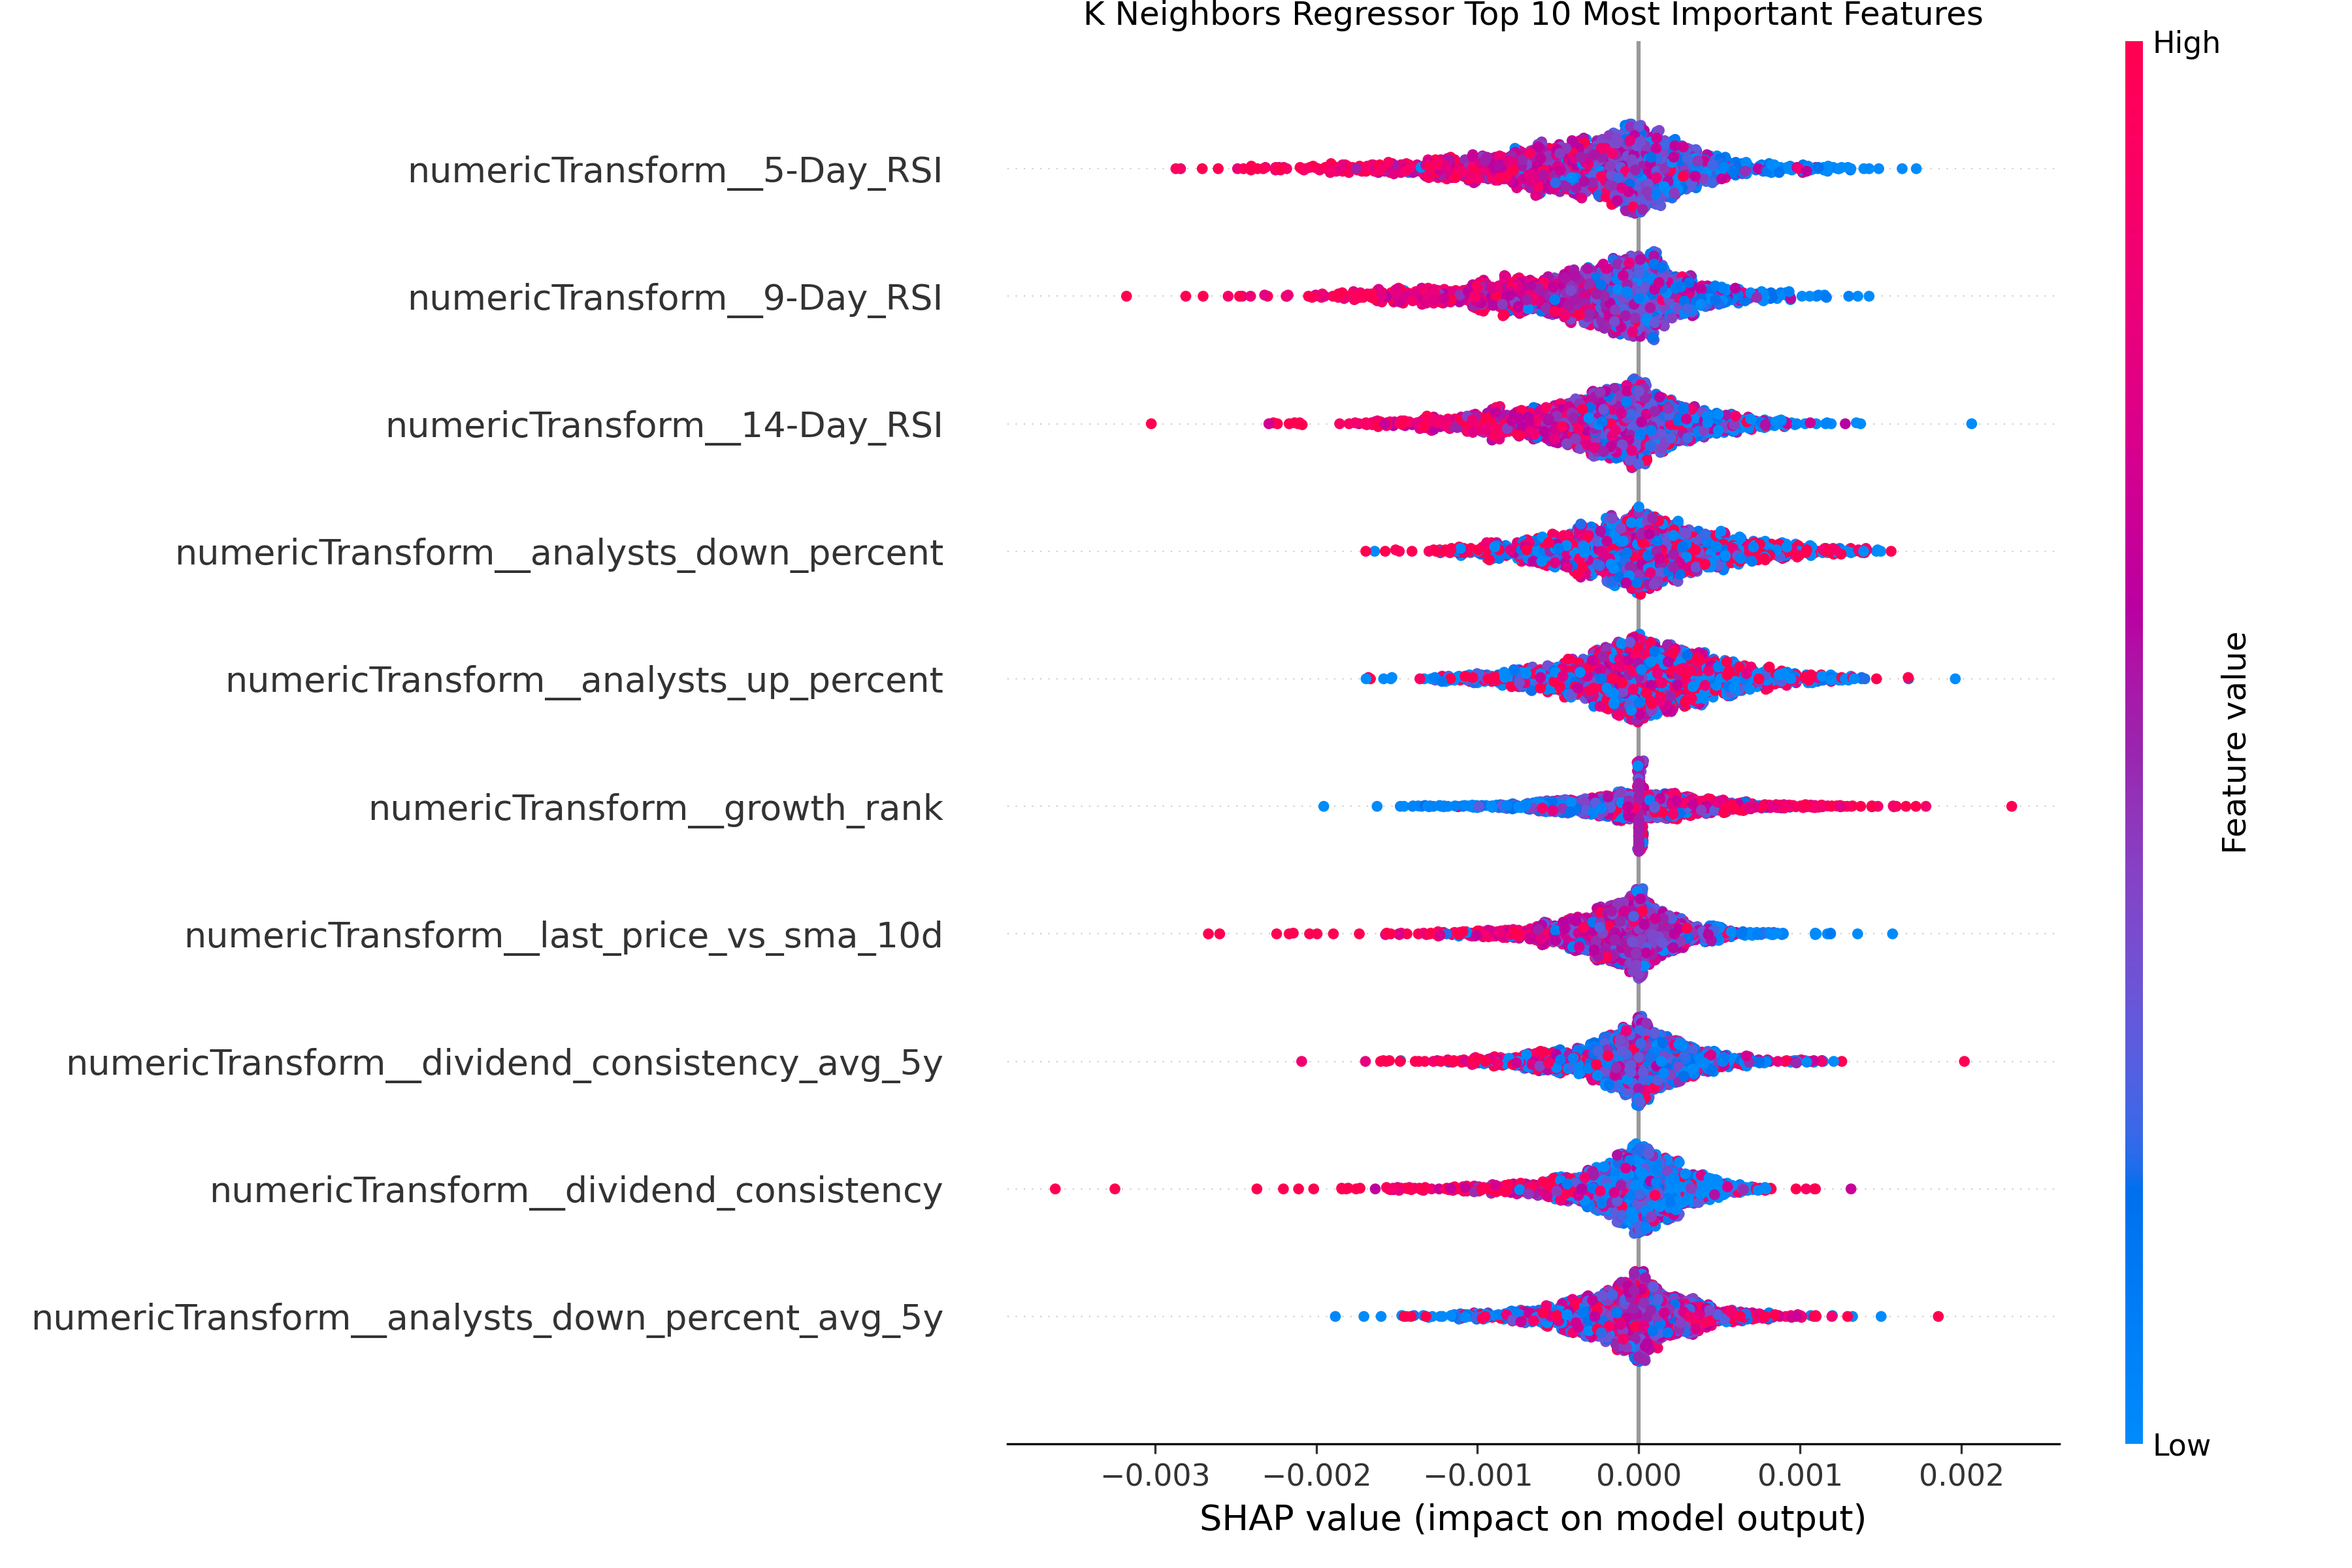 K Neighbors Regressor Top 10 Most Important Features
High
numericTransform__5-Day_RSI
numericTransform__9-Day_RSI
numericTransform__14-Day_RSI
numericTransform__analysts_down_percent
numericTransform__analysts_up_percent
numericTransform__growth_rank
numericTransform__last_price_vs_sma_10d
numericTransform__dividend_consistency_avg_5y
numericTransform__dividend_consistency
numericTransform__analysts_down_percent_avg_5y
Feature value
Low
−0.003 −0.002 −0.001 0.000 0.001 0.002
SHAP value (impact on model output)